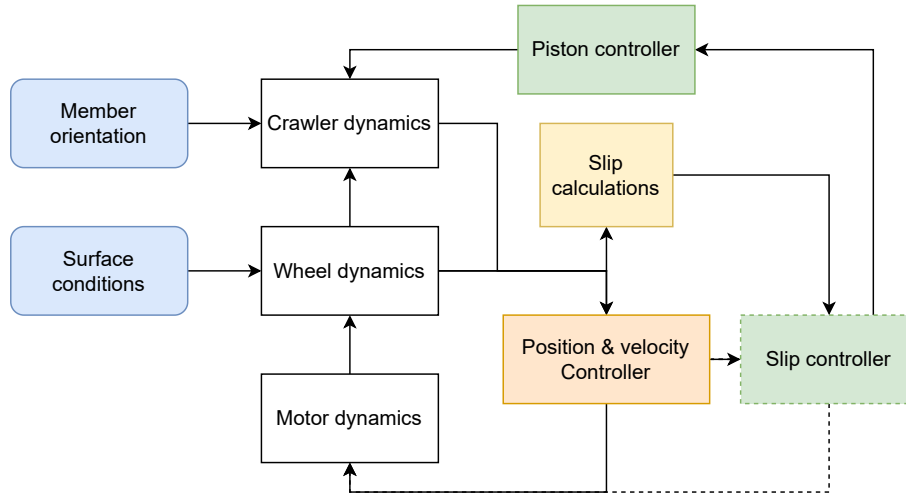 Piston controller
Member
orientation
Crawler dynamics
Slip
calculations
Surface
conditions
Wheel dynamics
Position & velocity
Controller
Slip controller
Motor dynamics